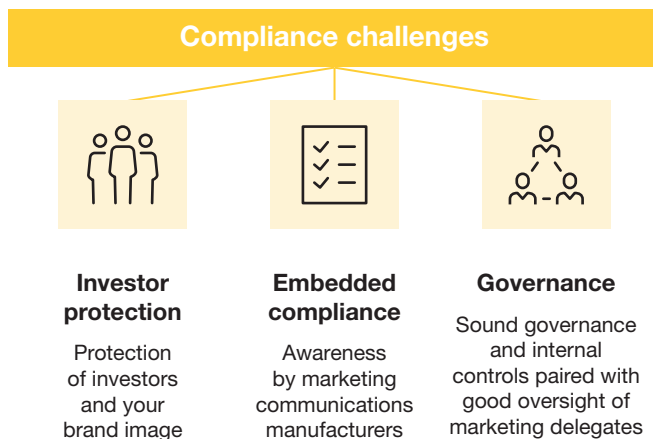 Compliance challenges
Investor
protection
Protection
of investors
and your
brand image
Embedded
compliance
Awareness
by marketing
communications
manufacturers
Governance
Sound governance
and internal
controls paired with
good oversight of
marketing delegates